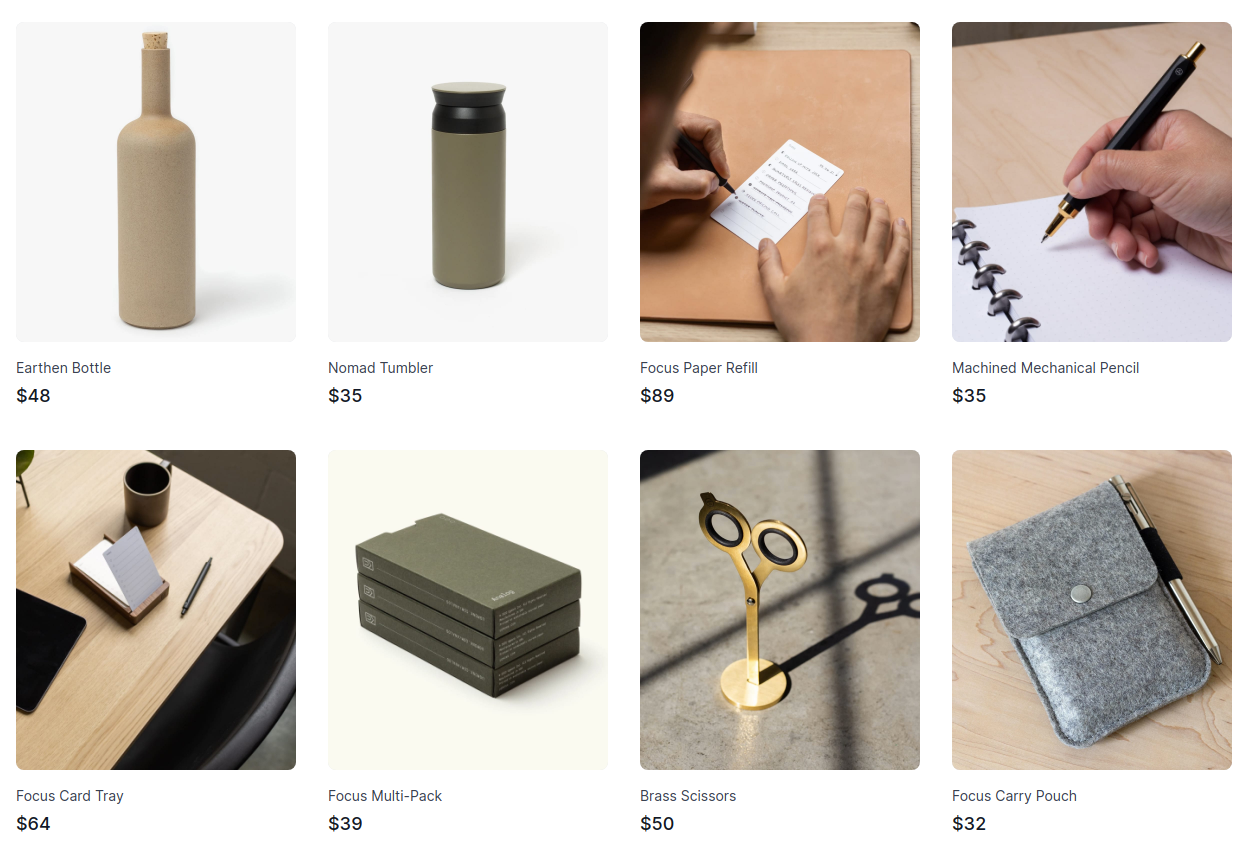 Earthen Bottle
$48
Nomad Tumbler
$35
Focus Paper Refill
$89
Machined Mechanical Pencil
$35
Focus Card Tray
$64
analog
Focus Multi-Pack
$39
Brass Scissors
$50
Focus Carry Pouch
$32